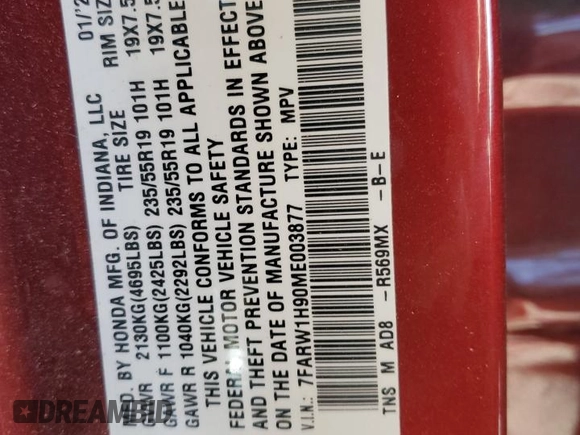 BY HONDA MFG. OF INDIANA, LLC 01/'2
GVWR 2130KG(4695LBS) TIRE SIZE RIM SIZ
GAWR F 1100KG(2425LBS) 235/55R19 101H 19X7.5
GAWR R 1040KG(2292LBS) 235/55R19 101H 19X7.5
THIS VEHICLE CONFORMS TO ALL APPLICABLE
FEDERAL MOTOR VEHICLE SAFETY
AND THEFT PREVENTION STANDARDS IN EFFECT
ON THE DATE OF MANUFACTURE SHOWN ABOVE
V.I.N.: 7FARW1H90ME003877 TYPE: MPV
TNS M AD8 -R569MX -B-E
DREAMBID